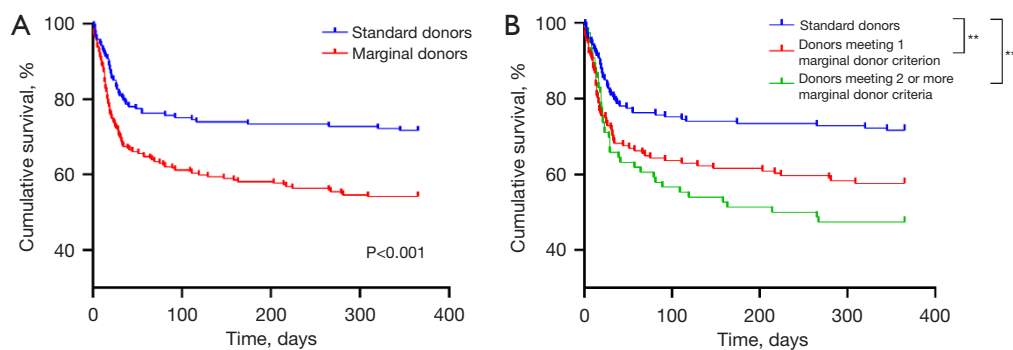 A
100
80
60
40
Cumulative survival, %
0
100
200
300
400
Time, days
Standard donors
Marginal donors
P<0.001
B
100
80
60
40
Cumulative survival, %
0
100
200
300
400
Time, days
Standard donors
Donors meeting 1
marginal donor criterion
Donors meeting 2 or more
marginal donor criteria
**